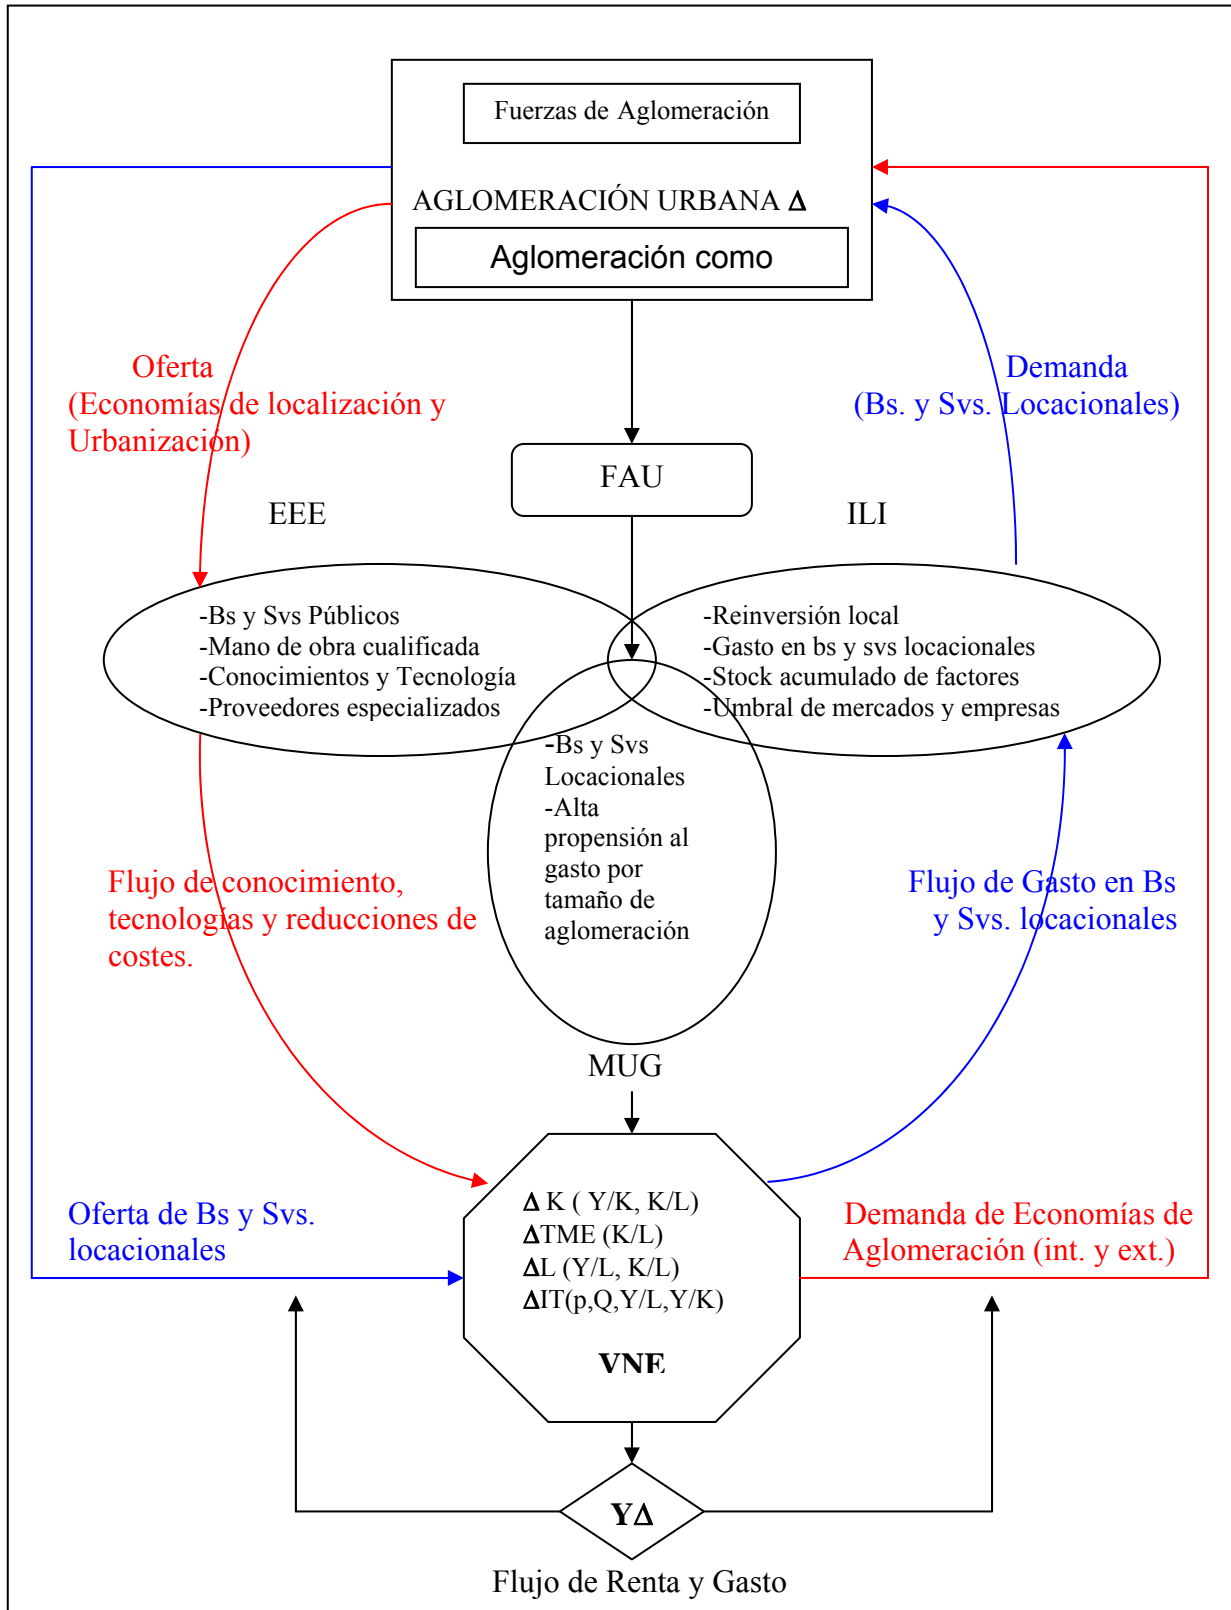 Fuerzas de Aglomeración
AGLOMERACIÓN URBANA Δ
Aglomeración como
Oferta
(Economías de localización y
Urbanización)
Demanda
(Bs. y Svs. Locacionales)
FAU
EEE
ILI
-Bs y Svs Públicos
-Mano de obra cualificada
-Conocimientos y Tecnología
-Proveedores especializados
-Reinversión local
-Gasto en bs y svs locacionales
-Stock acumulado de factores
-Umbral de mercados y empresas
-Bs y Svs
Locacionales
-Alta
propensión al
gasto por
tamaño de
aglomeración
Flujo de conocimiento,
tecnologías y reducciones de
costes.
Flujo de Gasto en Bs
y Svs. locacionales
MUG
Δ K ( Y/K, K/L)
ΔTME (K/L)
ΔL (Y/L, K/L)
ΔIT(p,Q,Y/L,Y/K)
VNE
Oferta de Bs y Svs.
locacionales
Demanda de Economías de
Aglomeración (int. y ext.)
YΔ
Flujo de Renta y Gasto